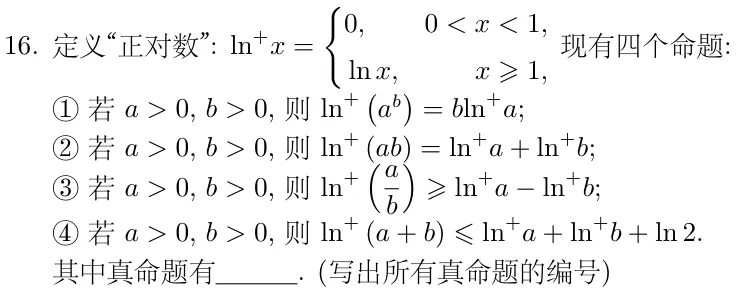 16. 定义“正对数”: ln⁺x = { 0, 0 < x < 1, ln x, x ⩾ 1, 现有四个命题:
① 若 a > 0, b > 0, 则 ln⁺(aᵇ) = bln⁺a;
② 若 a > 0, b > 0, 则 ln⁺(ab) = ln⁺a + ln⁺b;
③ 若 a > 0, b > 0, 则 ln⁺(a/b) ⩾ ln⁺a − ln⁺b;
④ 若 a > 0, b > 0, 则 ln⁺(a + b) ⩽ ln⁺a + ln⁺b + ln 2.
其中真命题有______. (写出所有真命题的编号)